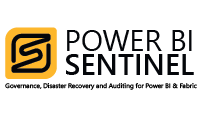 POWER BI
SENTINEL
Governance, Disaster Recovery and Auditing for Power BI & Fabric